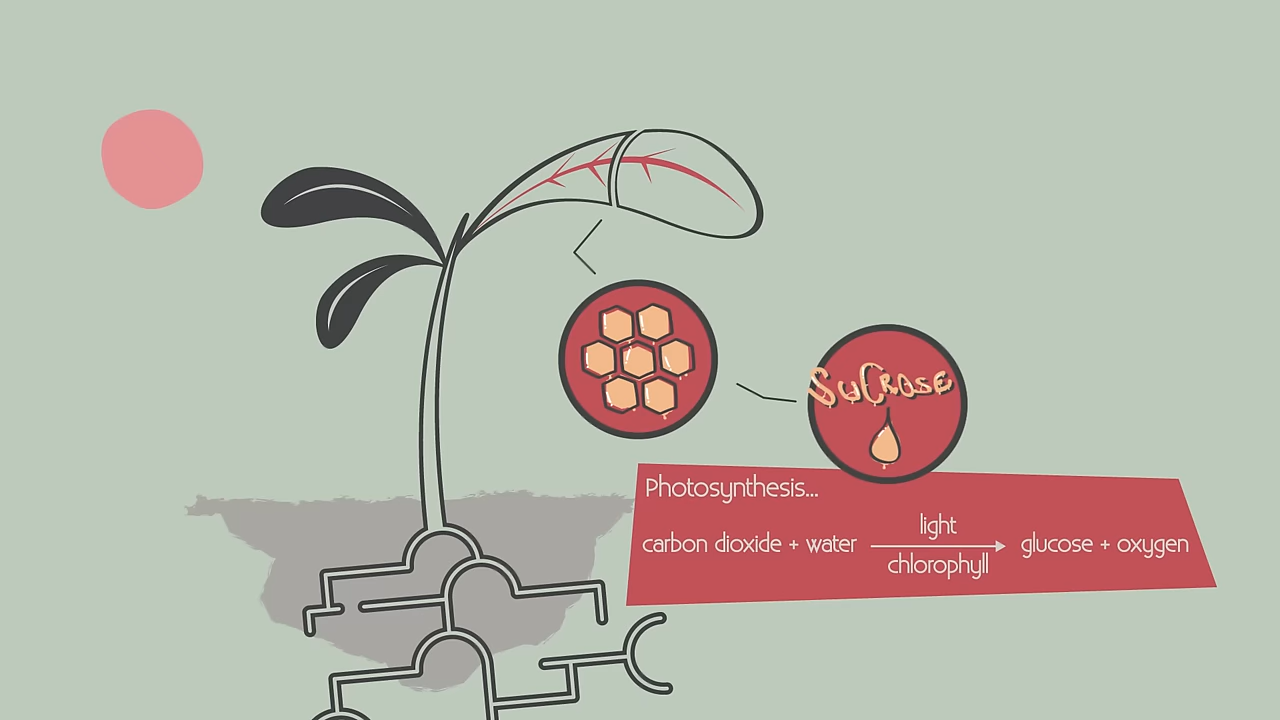 SuCROSE
Photosynthesis...
light
carbon dioxide + water
glucose + oxygen
chlorophyll